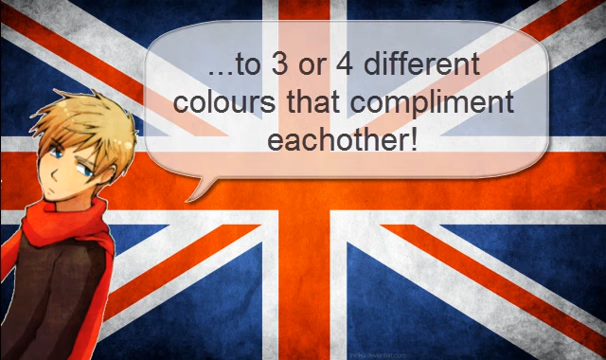 ...to 3 or 4 different
colours that compliment
eachother!